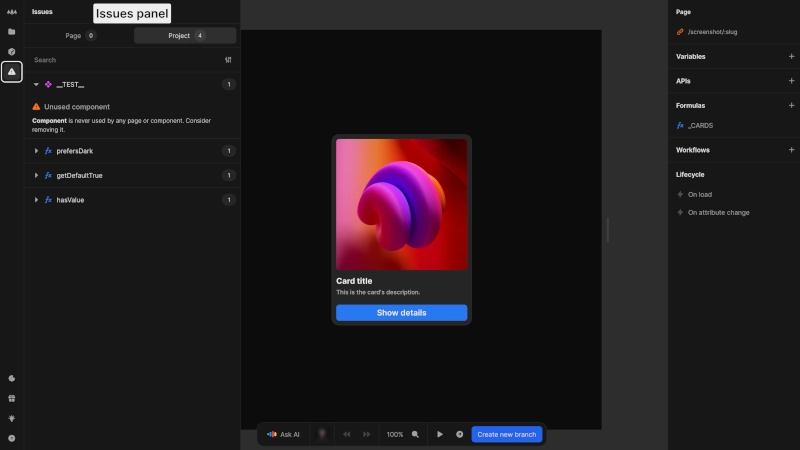 Issues
Issues panel
Page 0
Project 4
Search
__TEST__ 1
Unused component
Component is never used by any page or component. Consider
removing it.
prefersDark 1
getDefaultTrue 1
hasValue 1
Card title
This is the card's description.
Show details
Ask AI
100%
Create new branch
Page
/screenshot/:slug
Variables
APIs
Formulas
_CARDS
Workflows
Lifecycle
On load
On attribute change